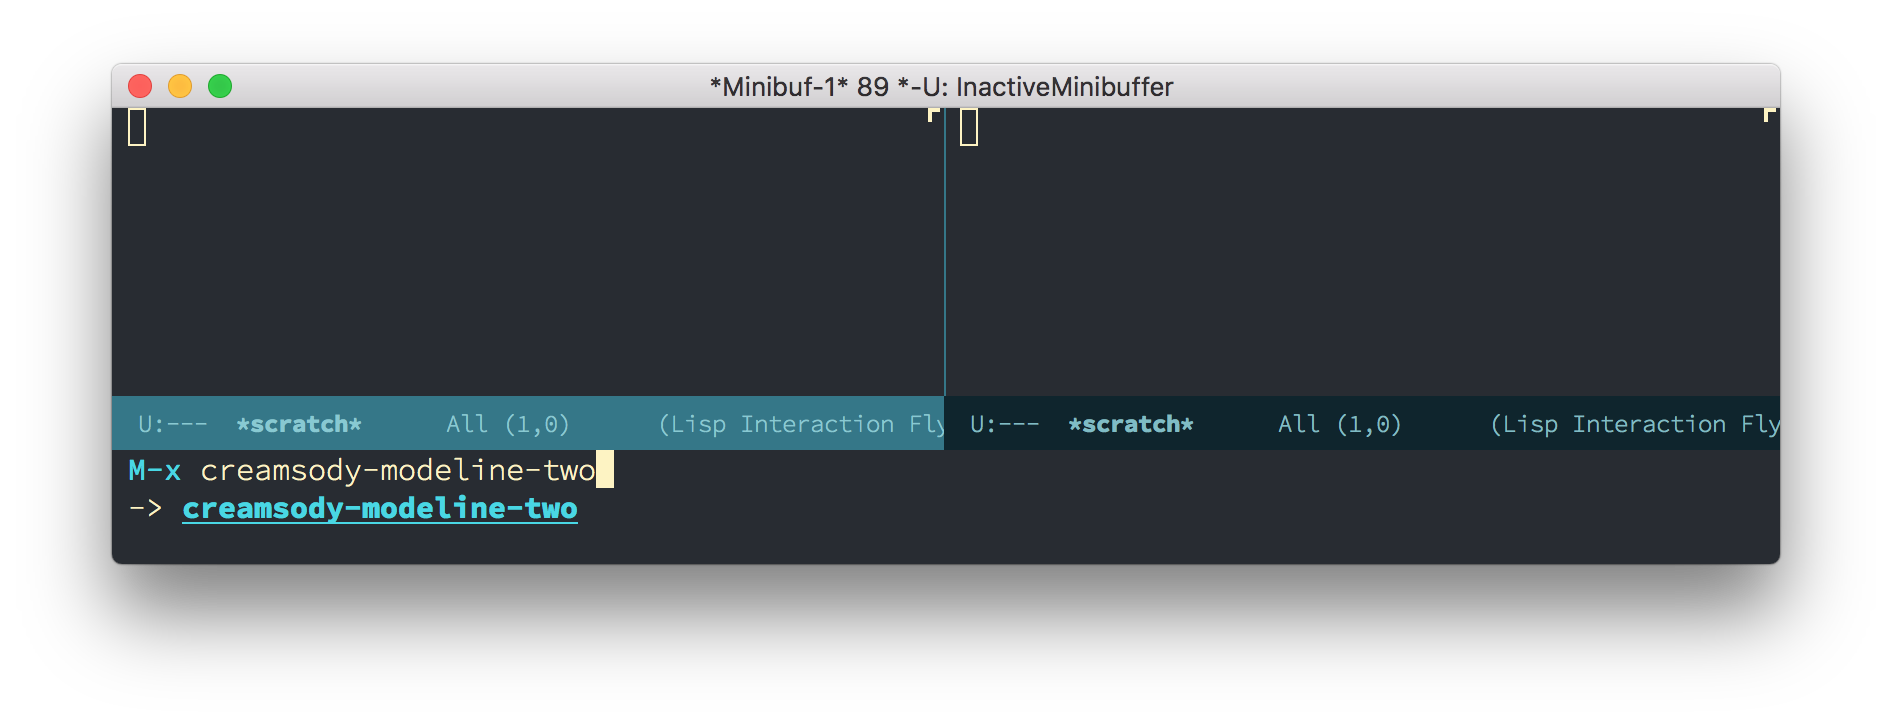 *Minibuf-1* 89 *-U: InactiveMinibuffer
U:---  *scratch*      All (1,0)      (Lisp Interaction Fly
U:---  *scratch*      All (1,0)      (Lisp Interaction Fly
M-x creamsody-modeline-two
-> creamsody-modeline-two